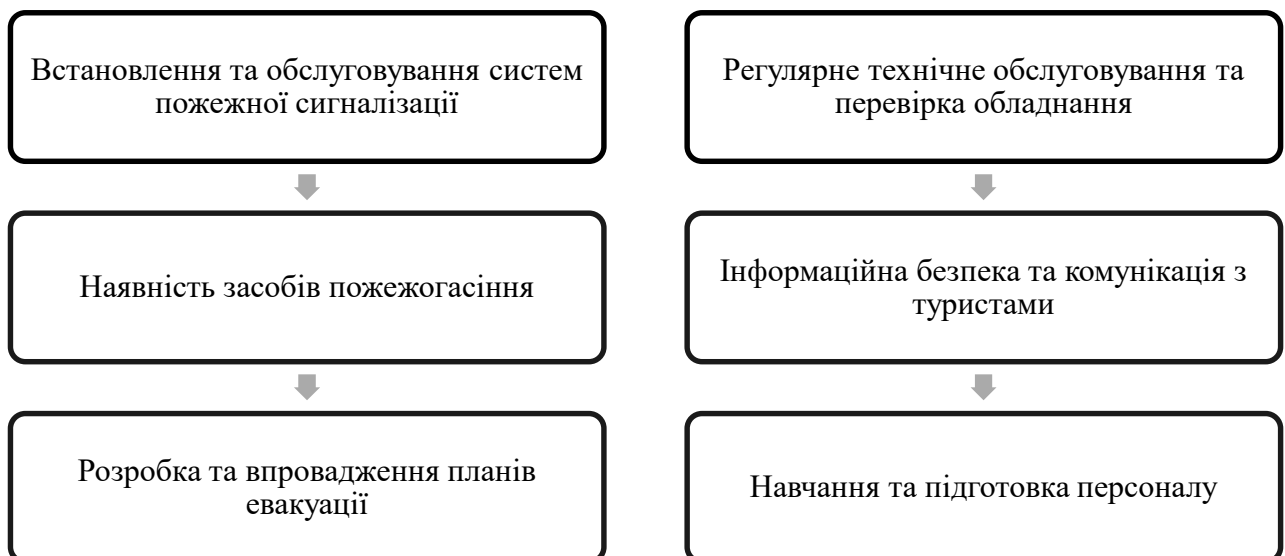 Встановлення та обслуговування систем
пожежної сигналізації
Наявність засобів пожежогасіння
Розробка та впровадження планів
евакуації
Регулярне технічне обслуговування та
перевірка обладнання
Інформаційна безпека та комунікація з
туристами
Навчання та підготовка персоналу